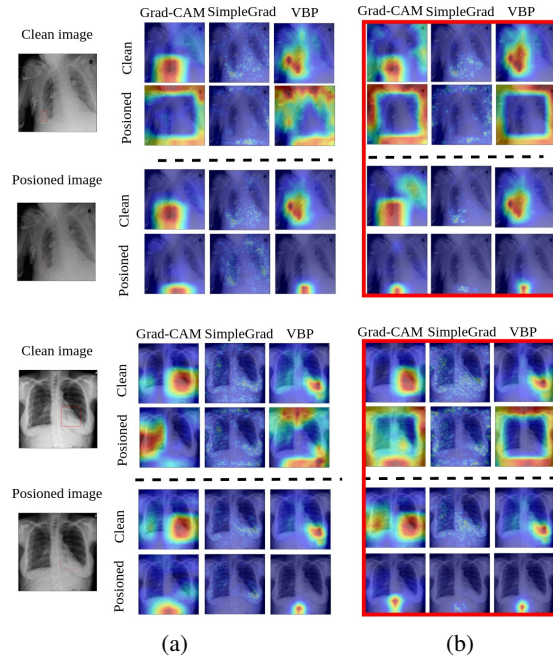 Grad-CAM SimpleGrad VBP
Grad-CAM SimpleGrad VBP
Clean image
Clean
Posioned
Posioned image
Clean
Posioned
Grad-CAM SimpleGrad VBP
Grad-CAM SimpleGrad VBP
Clean image
Clean
Posioned
Posioned image
Clean
Posioned
(a)
(b)